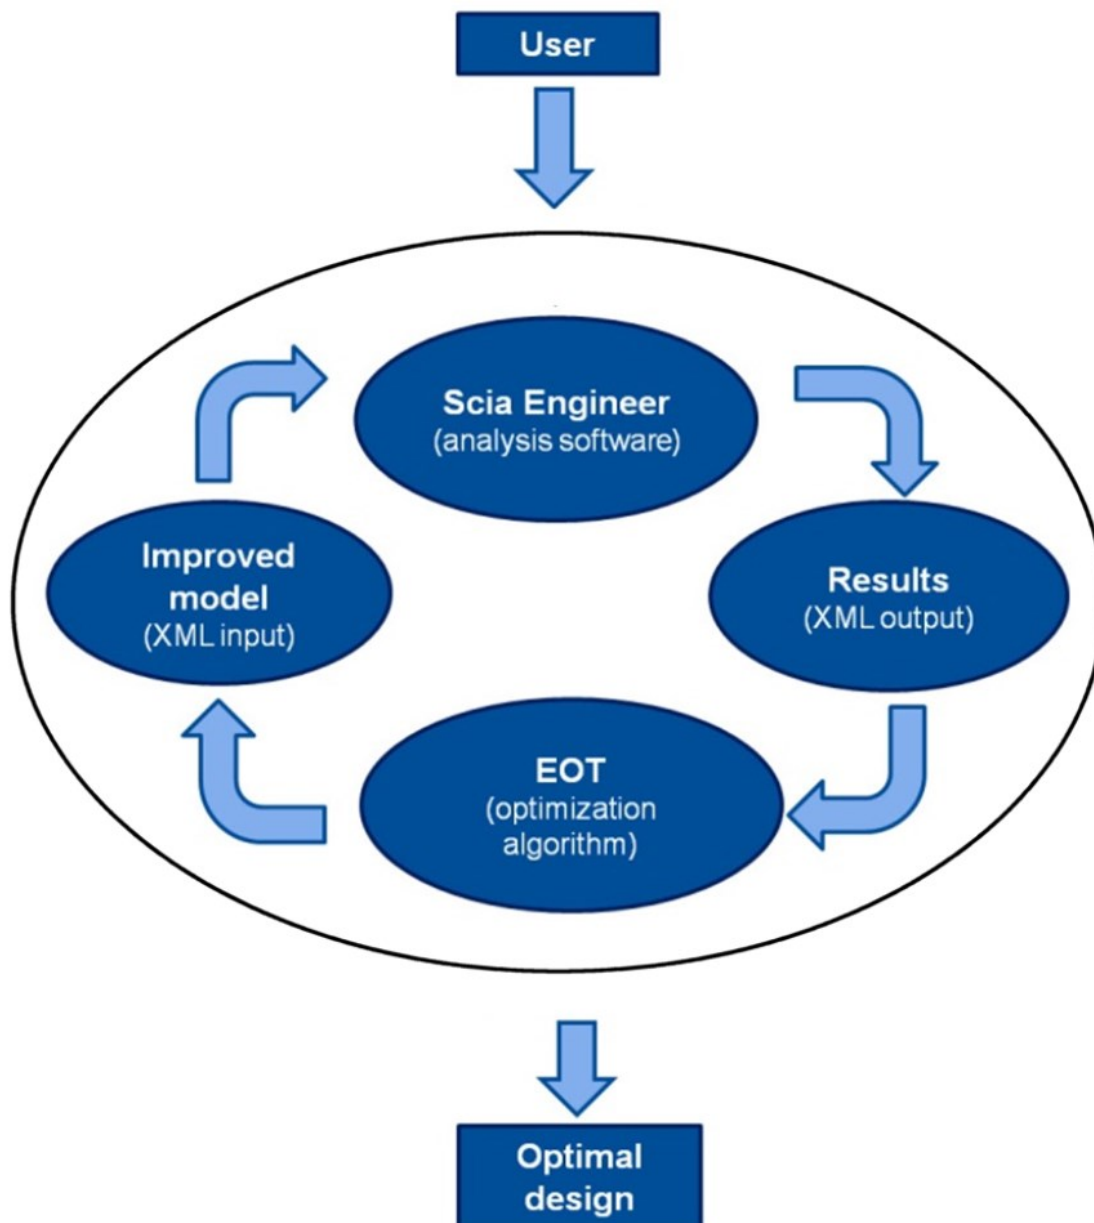 User
Scia Engineer
(analysis software)
Improved
model
(XML input)
Results
(XML output)
EOT
(optimization
algorithm)
Optimal
design